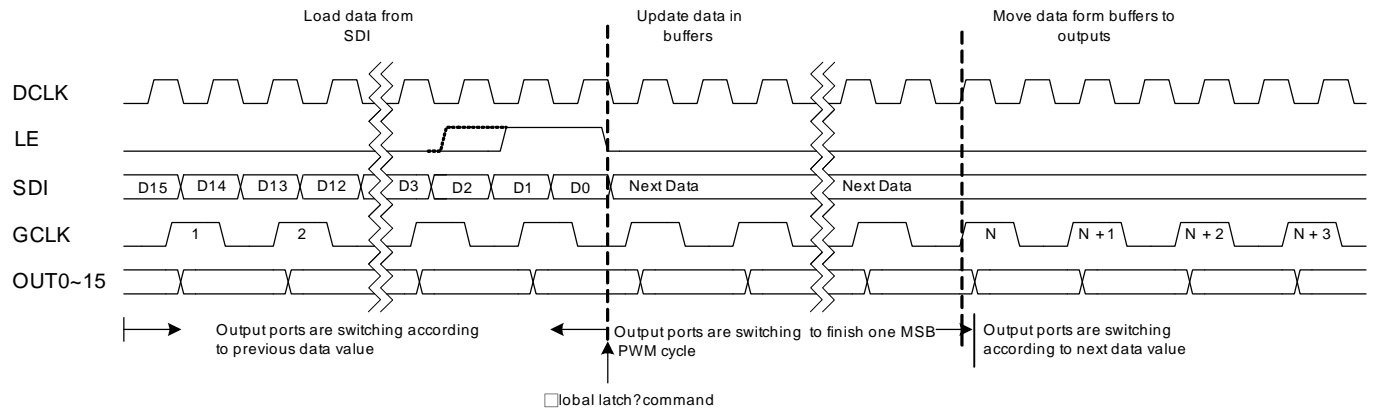 Load data from
SDI
Update data in
buffers
Move data form buffers to
outputs
DCLK
LE
SDI
D15 D14 D13 D12 D3 D2 D1 D0 Next Data Next Data
GCLK
1 2 N N + 1 N + 2 N + 3
OUT0~15
Output ports are switching according
to previous data value
Output ports are switching to finish one MSB
PWM cycle
Output ports are switching
according to next data value
□lobal latch?command